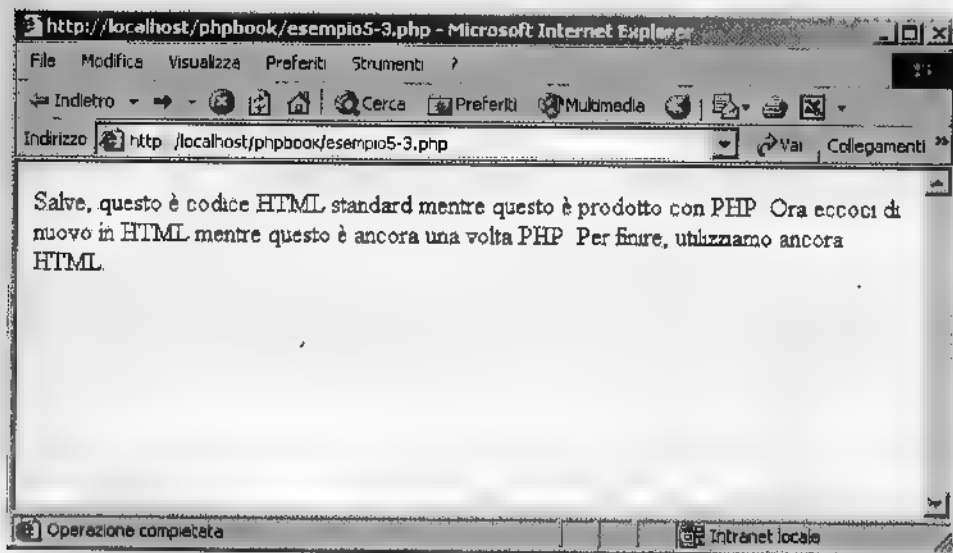 http://localhost/phpbook/esempio5-3.php - Microsoft Internet Explorer
File Modifica Visualizza Preferiti Strumenti ?
Indietro Cerca Preferiti Multimedia
Indirizzo http /localhost/phpbook/esempio5-3.php Vai Collegamenti »
Salve, questo è codice HTML standard mentre questo è prodotto con PHP Ora eccoci di
nuovo in HTML mentre questo è ancora una volta PHP Per finire, utilizziamo ancora
HTML.
Operazione completata Intranet locale